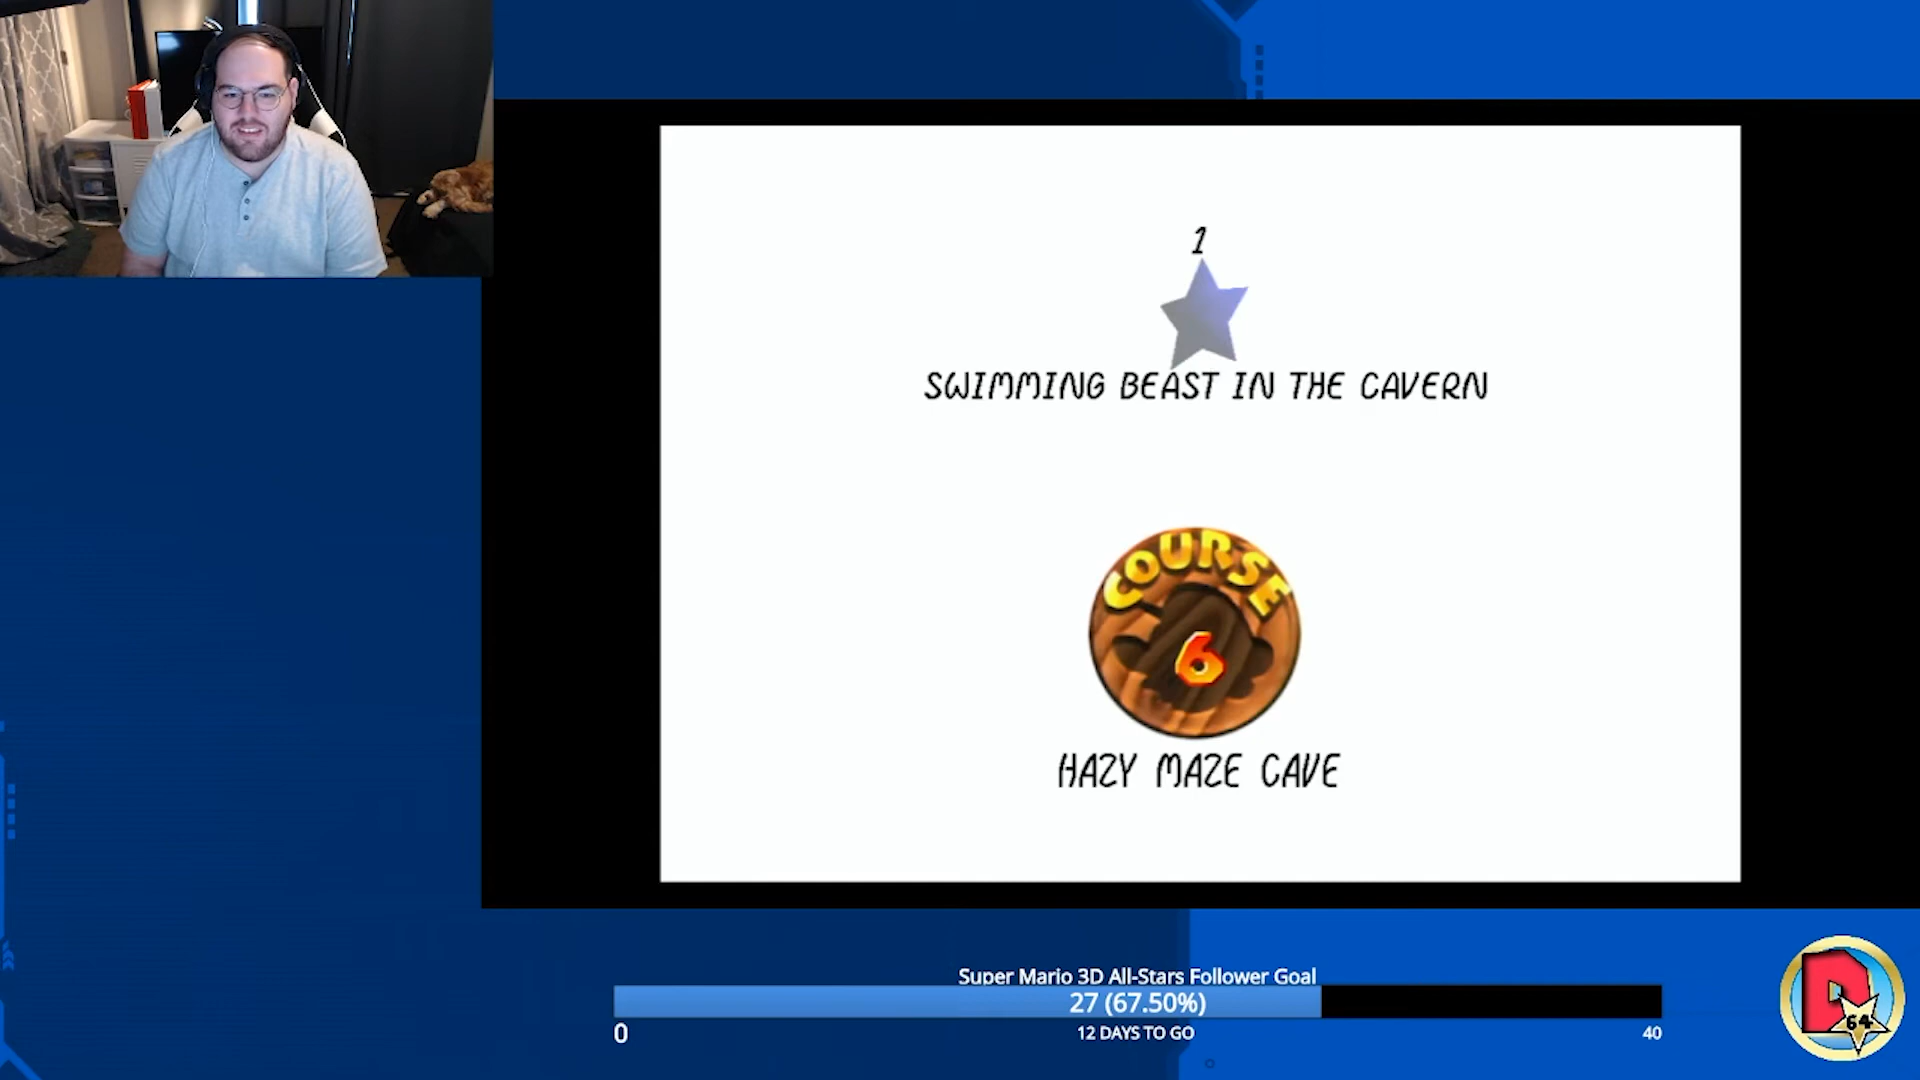 1
SWIMMING BEAST IN THE CAVERN
COURSE
6
HAZY MAZE CAVE
Super Mario 3D All-Stars Follower Goal
27 (67.50%)
0
12 DAYS TO GO
40
D
64